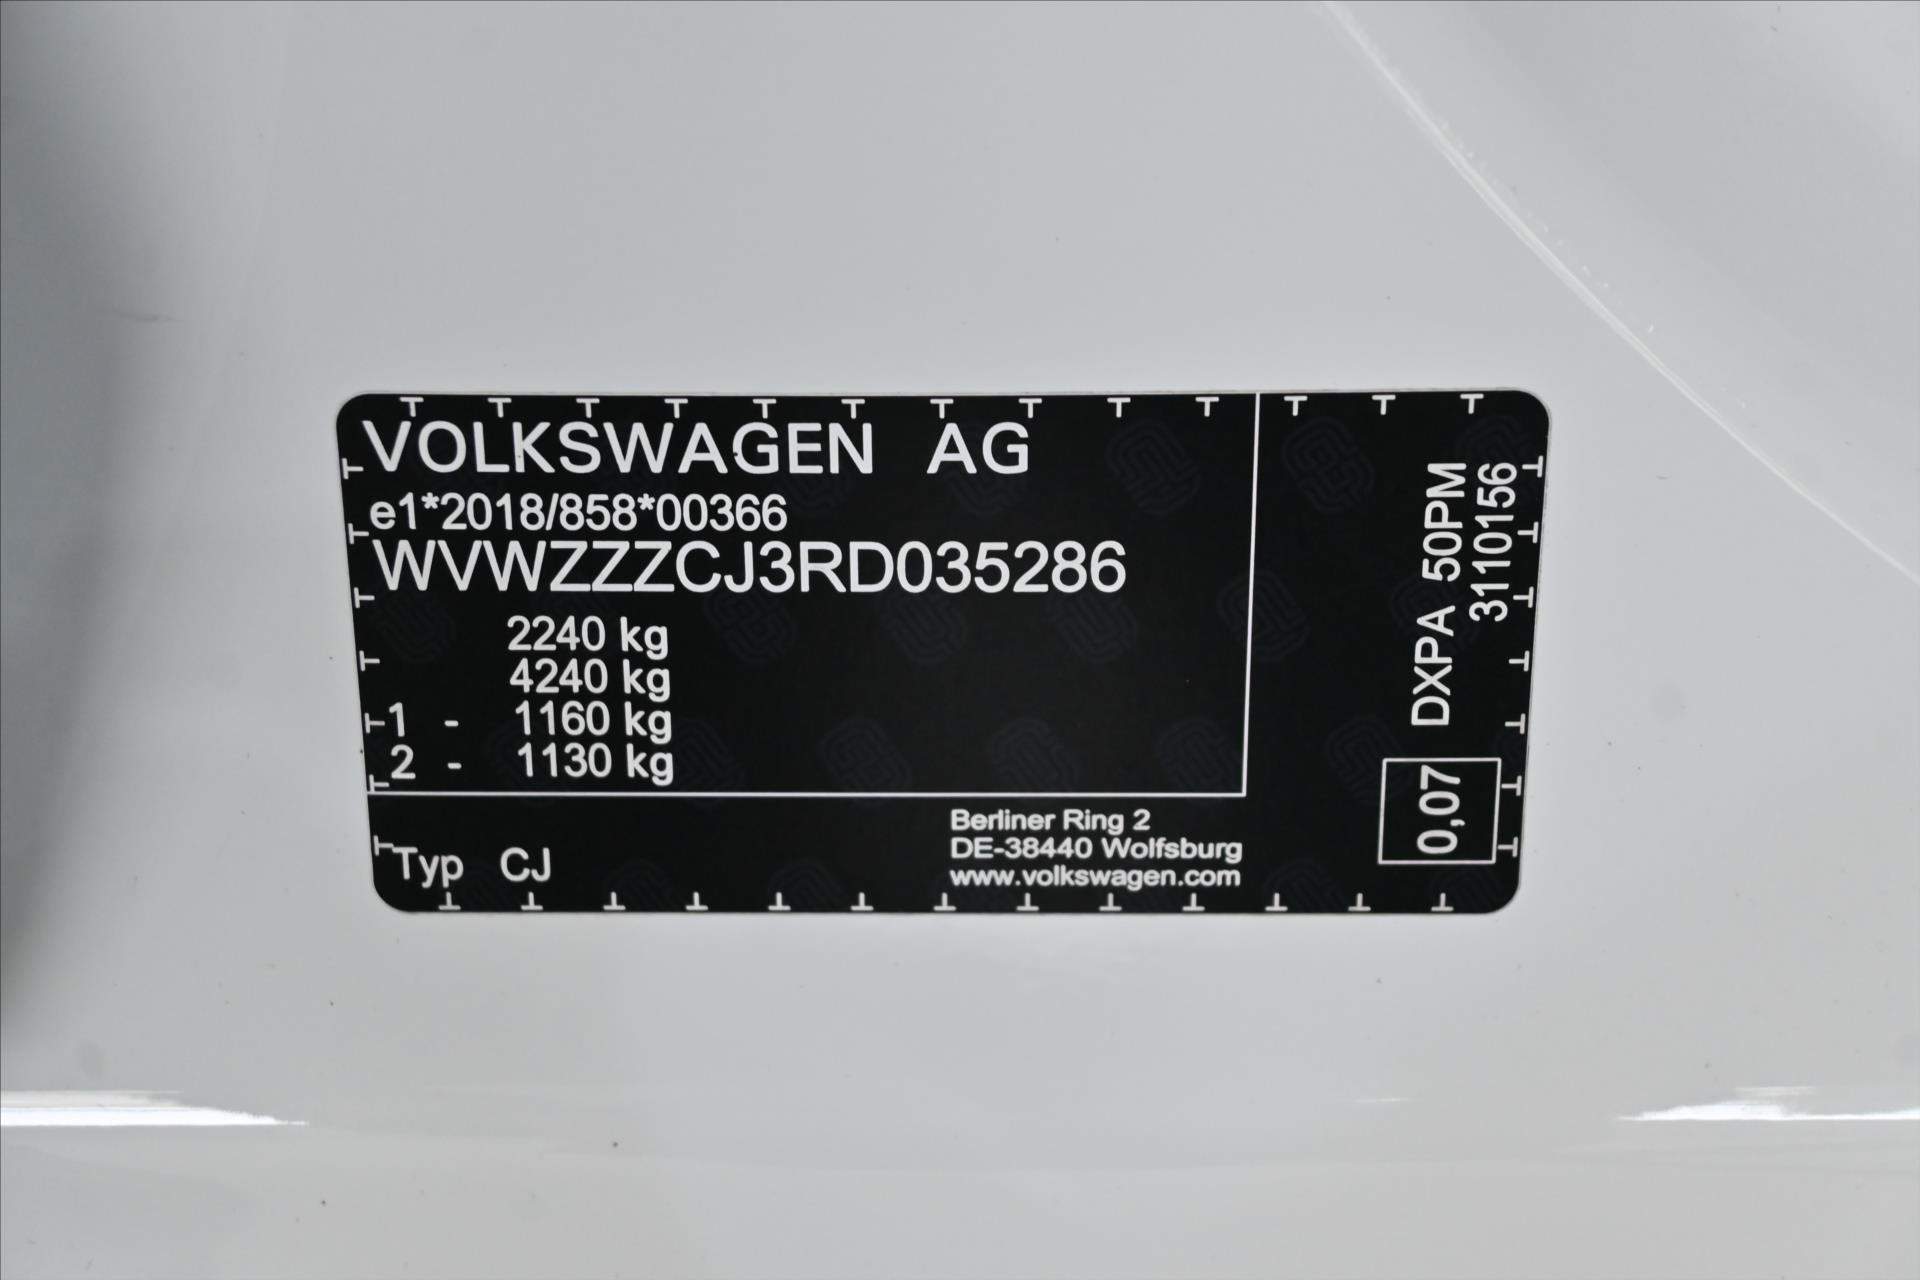 VOLKSWAGEN AG
e1*2018/858*00366
WVWZZZCJ3RD035286
2240 kg
4240 kg
1 - 1160 kg
2 - 1130 kg
Typ CJ
Berliner Ring 2
DE-38440 Wolfsburg
www.volkswagen.com
0,07
DXPA 50PM
3110156